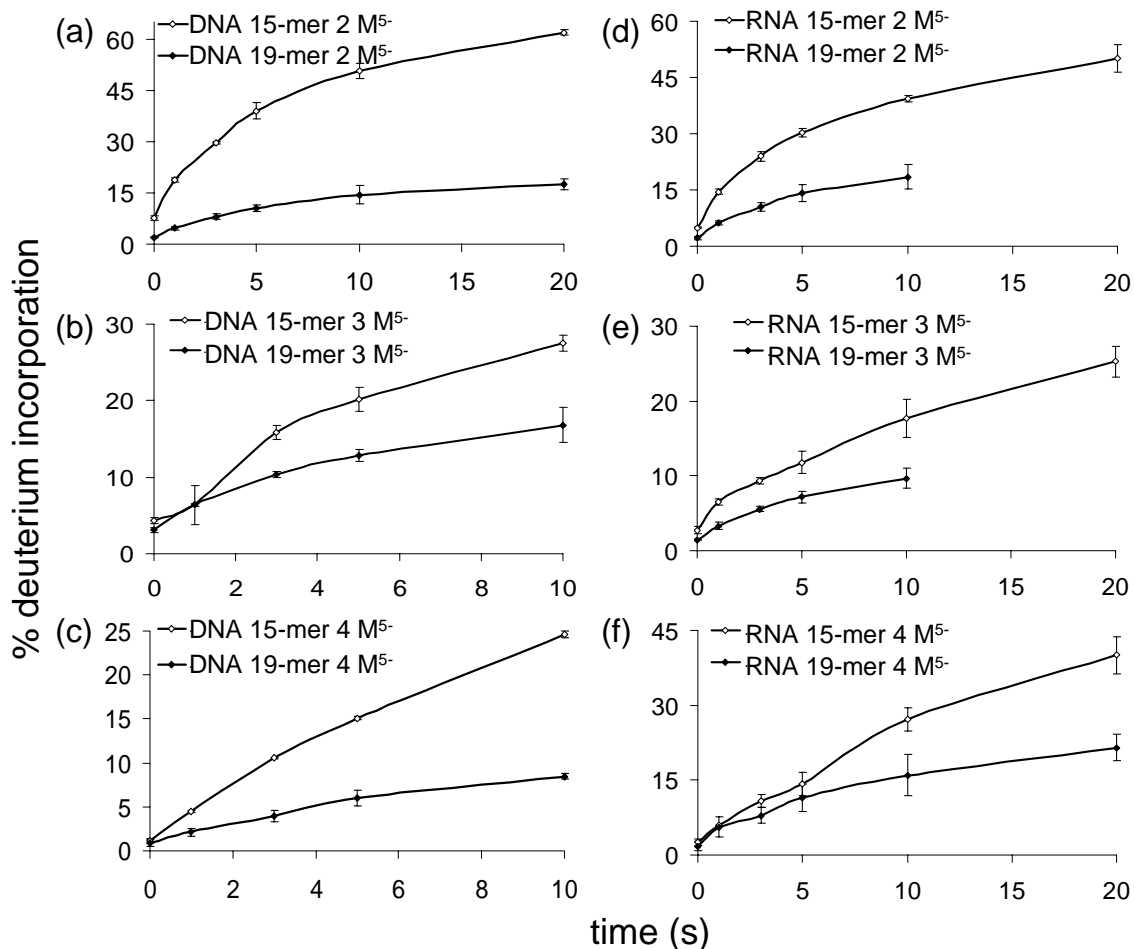 % deuterium incorporation
(a)
DNA 15-mer 2 M⁵⁻
DNA 19-mer 2 M⁵⁻
60
45
30
15
0
0 5 10 15 20
(b)
DNA 15-mer 3 M⁵⁻
DNA 19-mer 3 M⁵⁻
30
20
10
0
0 2 4 6 8 10
(c)
DNA 15-mer 4 M⁵⁻
DNA 19-mer 4 M⁵⁻
25
20
15
10
5
0
0 2 4 6 8 10
(d)
RNA 15-mer 2 M⁵⁻
RNA 19-mer 2 M⁵⁻
60
45
30
15
0
0 5 10 15 20
(e)
RNA 15-mer 3 M⁵⁻
RNA 19-mer 3 M⁵⁻
30
20
10
0
0 5 10 15 20
(f)
RNA 15-mer 4 M⁵⁻
RNA 19-mer 4 M⁵⁻
45
30
15
0
0 5 10 15 20
time (s)